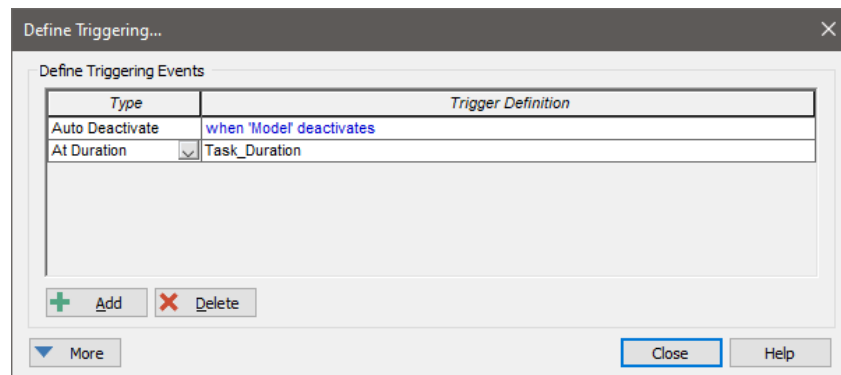 Define Triggering...
Define Triggering Events
Type Trigger Definition
Auto Deactivate when 'Model' deactivates
At Duration Task_Duration
Add Delete
More Close Help